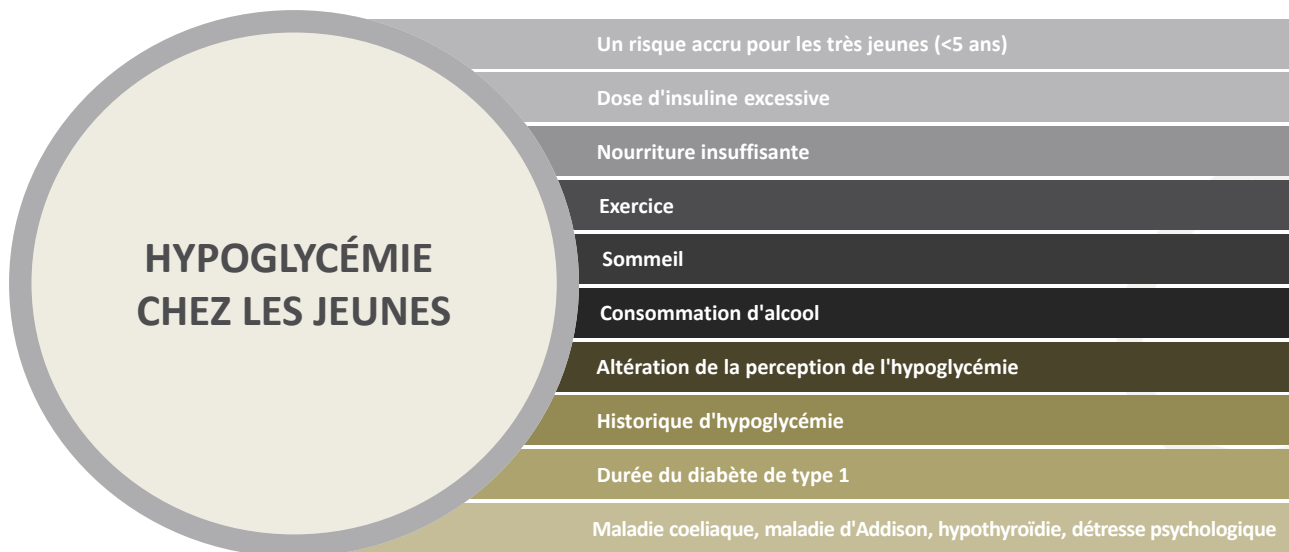 HYPOGLYCÉMIE
CHEZ LES JEUNES
Un risque accru pour les très jeunes (<5 ans)
Dose d'insuline excessive
Nourriture insuffisante
Exercice
Sommeil
Consommation d'alcool
Altération de la perception de l'hypoglycémie
Historique d'hypoglycémie
Durée du diabète de type 1
Maladie coeliaque, maladie d'Addison, hypothyroïdie, détresse psychologique